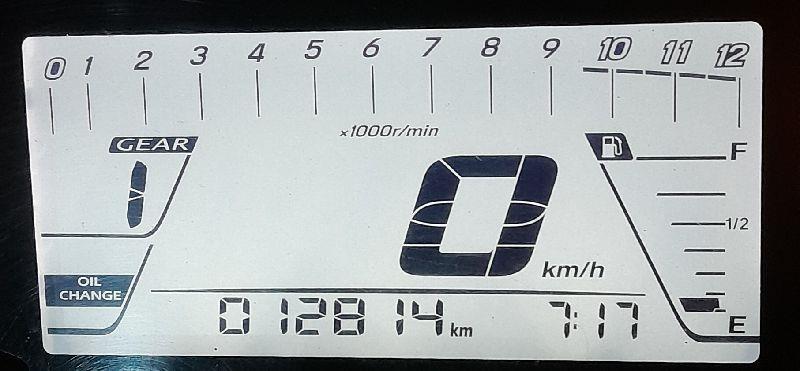 0 1 2 3 4 5 6 7 8 9 10 11 12
x1000r/min
GEAR
1
0 km/h
F
1/2
E
OIL
CHANGE
012814 km 7:17